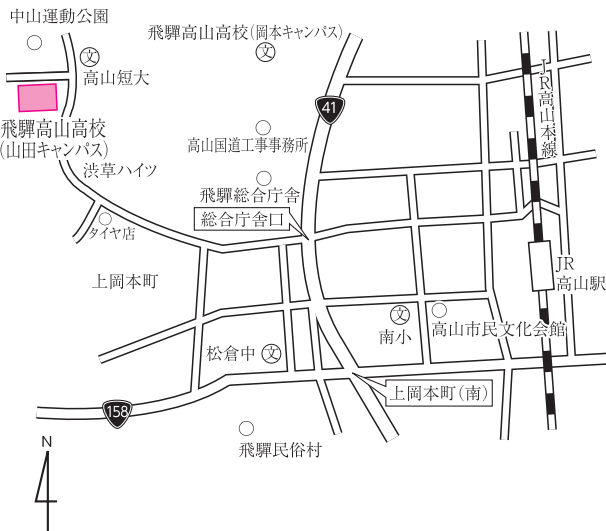 中山運動公園
文
高山短大
飛騨高山高校(岡本キャンパス)
文
飛騨高山高校
(山田キャンパス)
渋草ハイツ
タイヤ店
41
高山国道工事事務所
飛騨総合庁舎
総合庁舎口
JR高山本線
JR
高山駅
上岡本町
文
南小
高山市民文化会館
松倉中 文
上岡本町(南)
158
飛騨民俗村
N